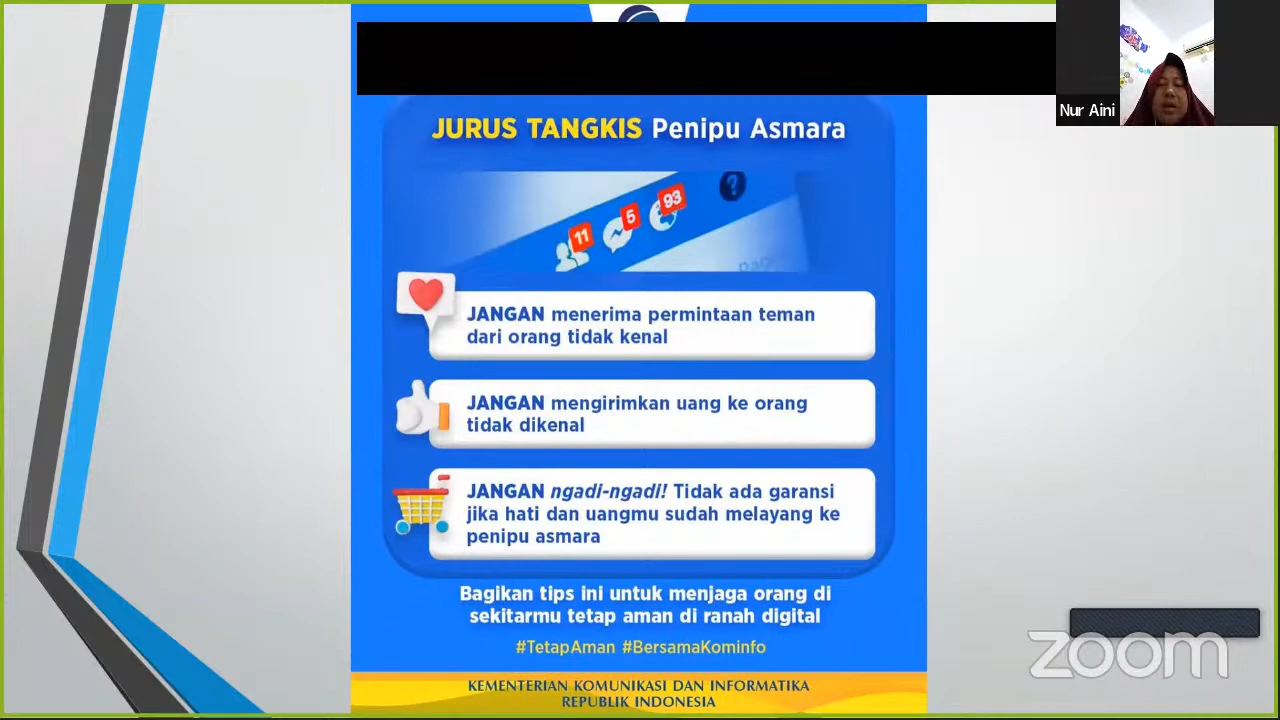 Nur Aini
JURUS TANGKIS Penipu Asmara
11
5
93
?
JANGAN menerima permintaan teman
dari orang tidak kenal
JANGAN mengirimkan uang ke orang
tidak dikenal
JANGAN ngadi-ngadi! Tidak ada garansi
jika hati dan uangmu sudah melayang ke
penipu asmara
Bagikan tips ini untuk menjaga orang di
sekitarmu tetap aman di ranah digital
#TetapAman #BersamaKominfo
KEMENTERIAN KOMUNIKASI DAN INFORMATIKA
REPUBLIK INDONESIA
zoom